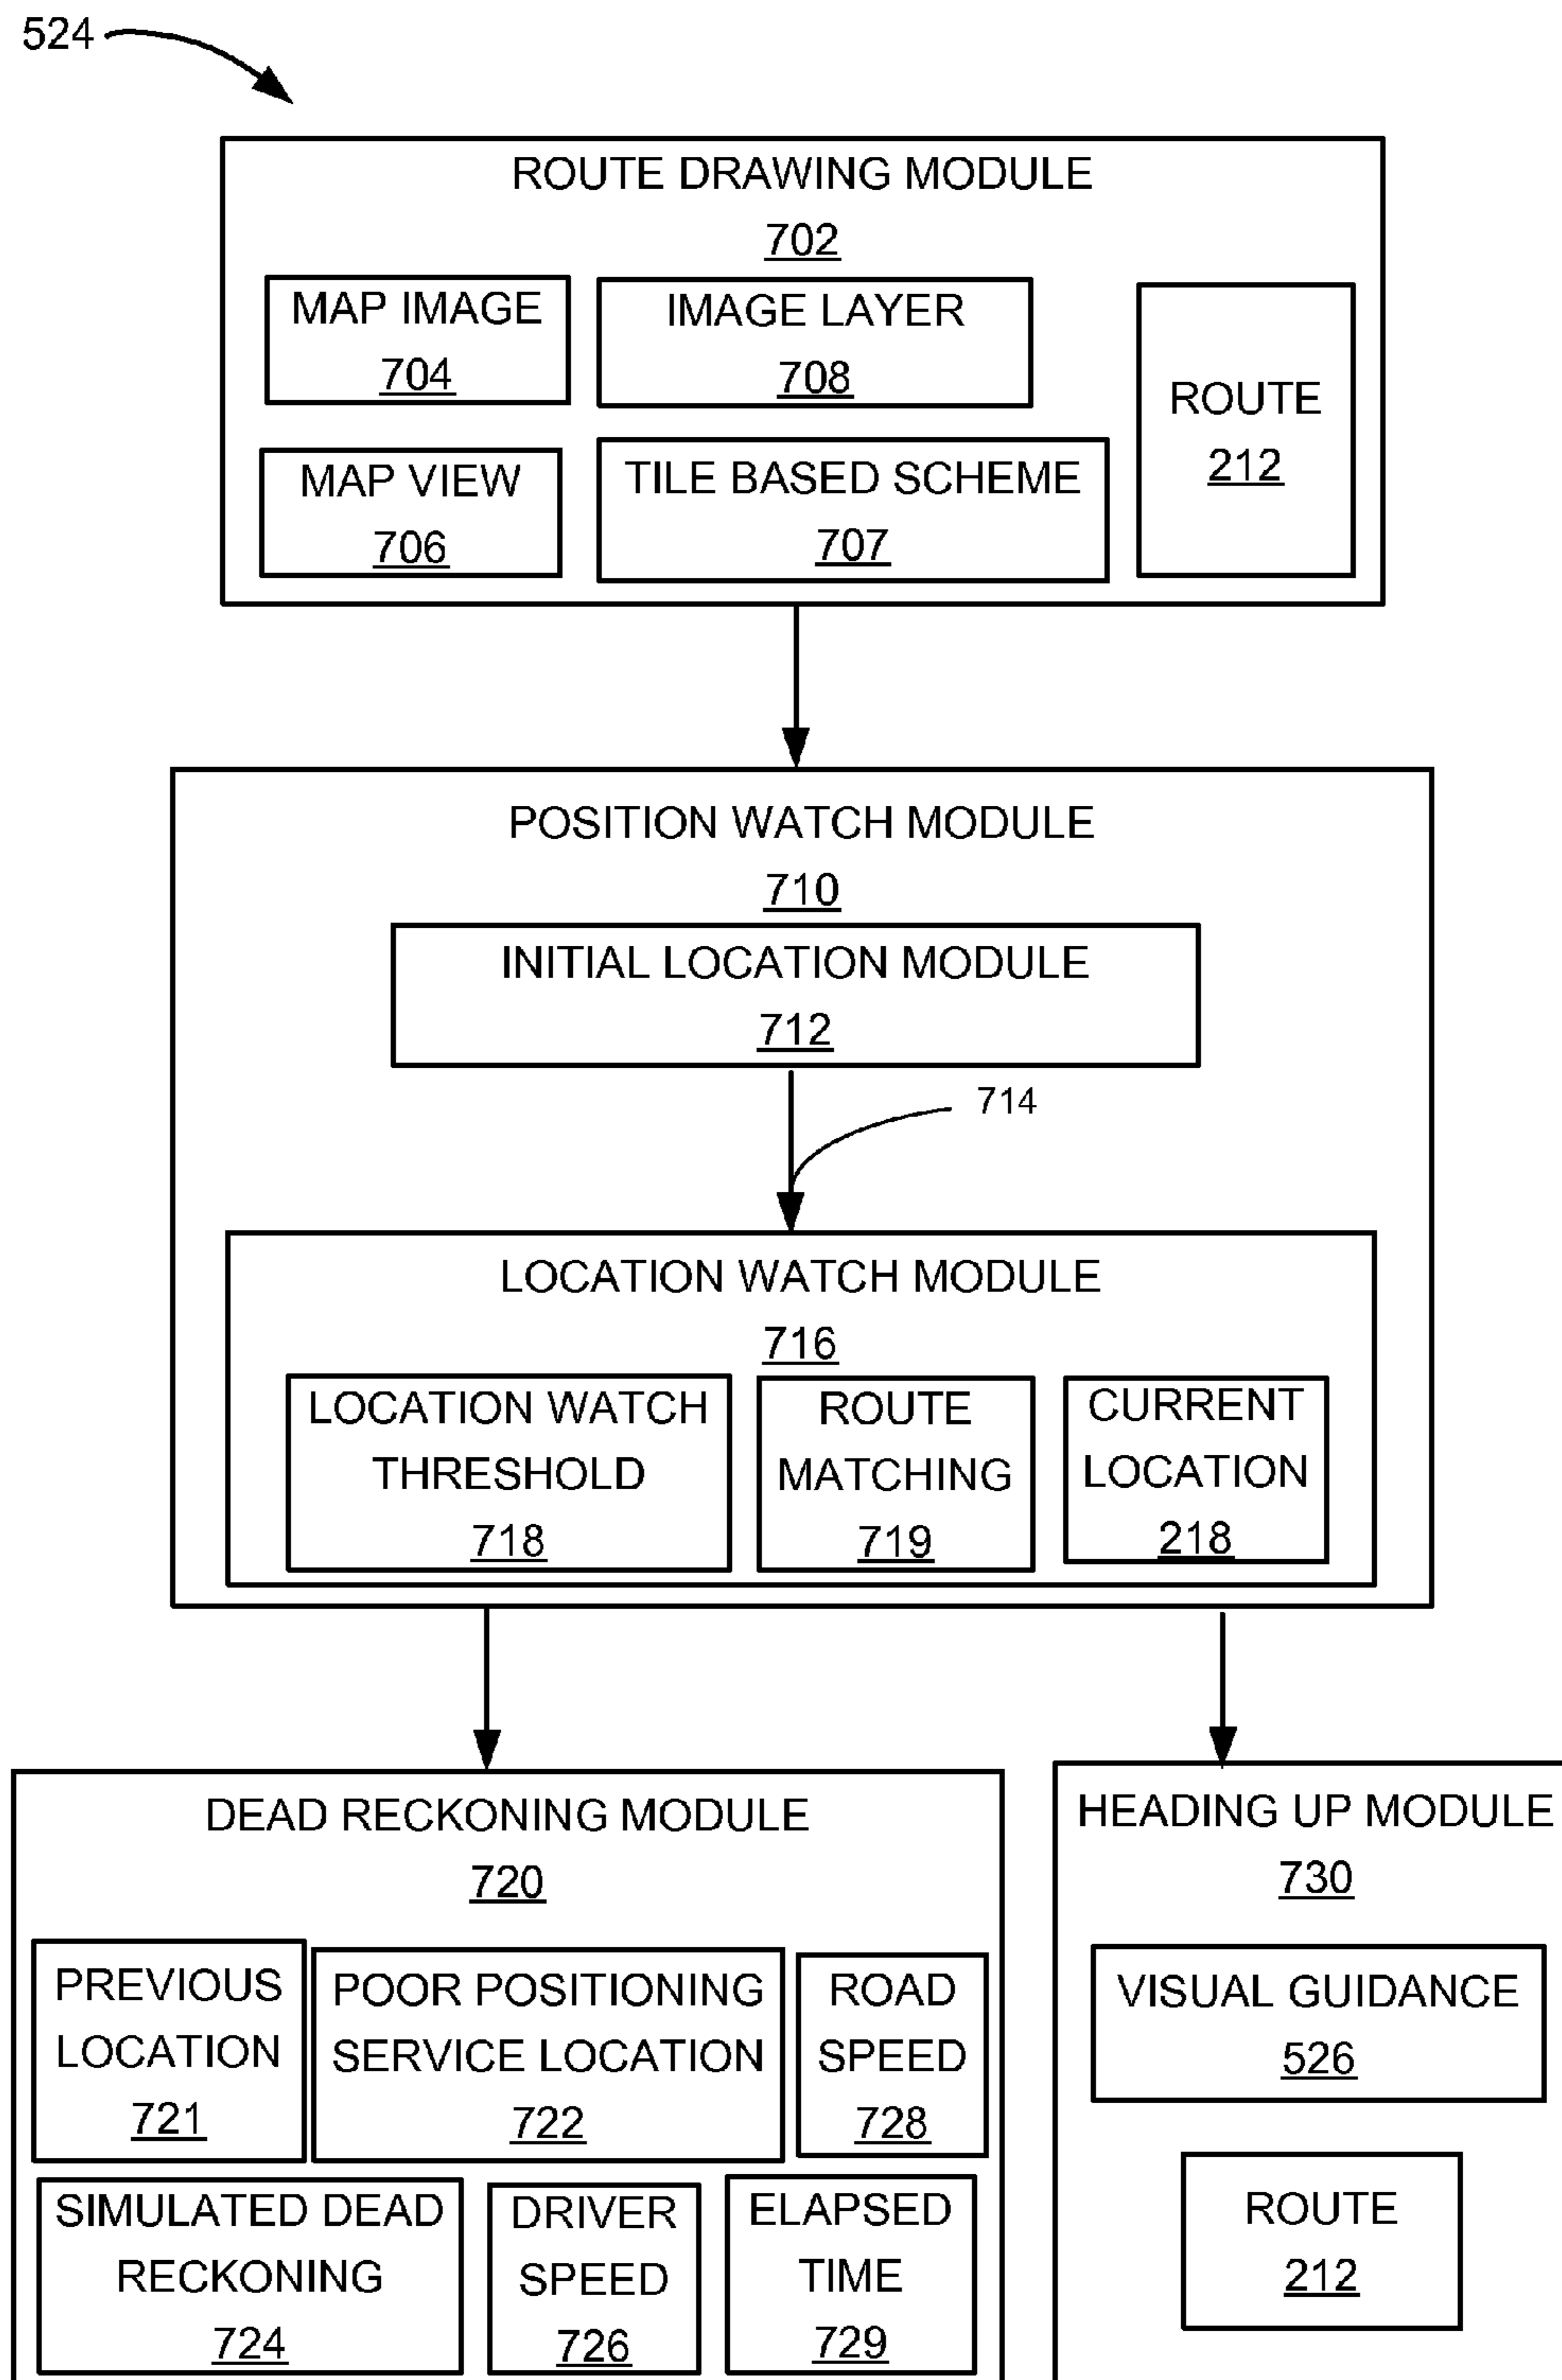 524
ROUTE DRAWING MODULE
702
MAP IMAGE
704
IMAGE LAYER
708
ROUTE
212
MAP VIEW
706
TILE BASED SCHEME
707
POSITION WATCH MODULE
710
INITIAL LOCATION MODULE
712
714
LOCATION WATCH MODULE
716
LOCATION WATCH
THRESHOLD
718
ROUTE
MATCHING
719
CURRENT
LOCATION
218
DEAD RECKONING MODULE
720
PREVIOUS
LOCATION
721
POOR POSITIONING
SERVICE LOCATION
722
ROAD
SPEED
728
SIMULATED DEAD
RECKONING
724
DRIVER
SPEED
726
ELAPSED
TIME
729
HEADING UP MODULE
730
VISUAL GUIDANCE
526
ROUTE
212